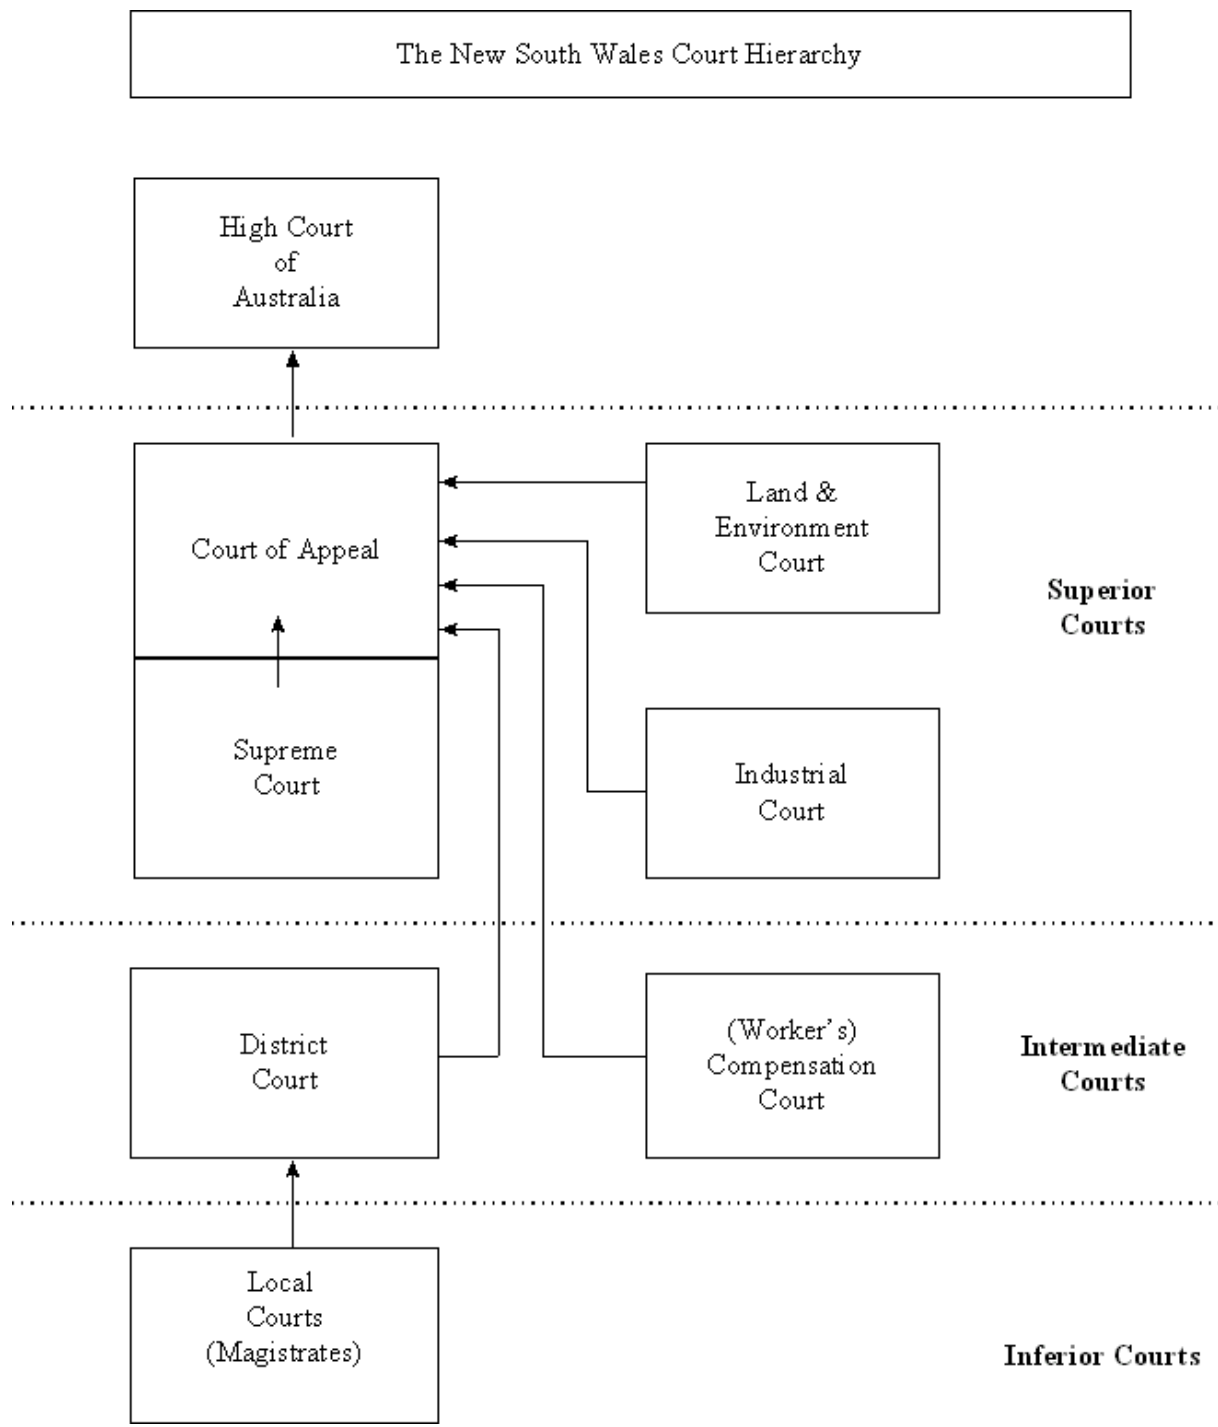 The New South Wales Court Hierarchy
High Court
of
Australia
Court of Appeal
Land &
Environment
Court
Superior
Courts
Supreme
Court
Industrial
Court
District
Court
(Worker's)
Compensation
Court
Intermediate
Courts
Local
Courts
(Magistrates)
Inferior Courts